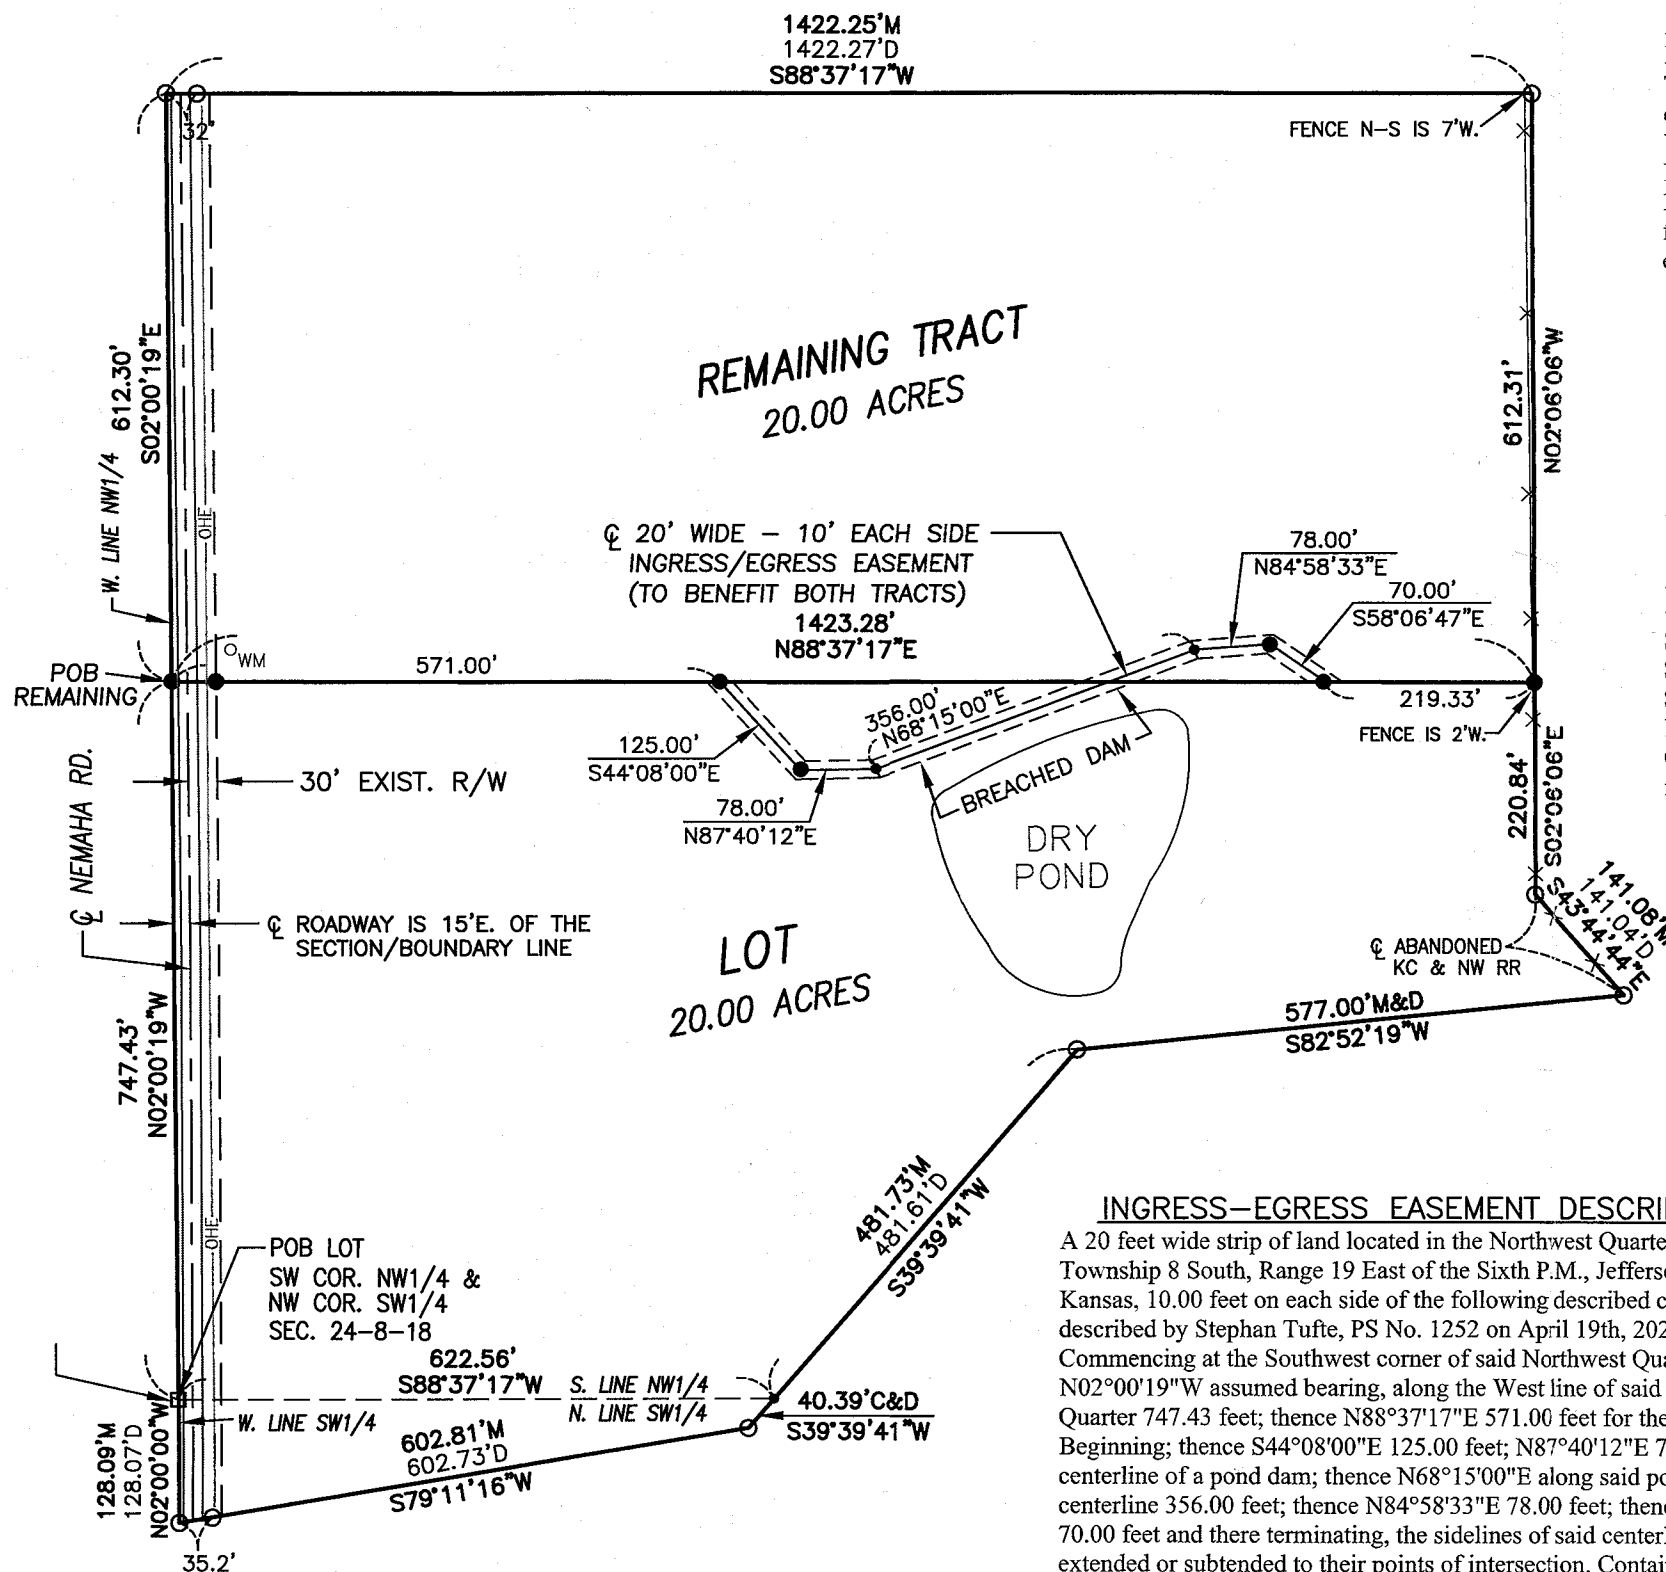 1422.25'M
1422.27'D
S88°37'17"W
32'
FENCE N-S IS 7'W.
612.30'
S02°00'19"E
REMAINING TRACT
20.00 ACRES
612.31'
N02°06'06"W
W. LINE NW1/4
OHE
℄ 20' WIDE - 10' EACH SIDE
INGRESS/EGRESS EASEMENT
(TO BENEFIT BOTH TRACTS)
1423.28'
N88°37'17"E
78.00'
N84°58'33"E
70.00'
S58°06'47"E
WM
571.00'
POB
REMAINING
219.33'
FENCE IS 2'W.
356.00'
N68°15'00"E
125.00'
S44°08'00"E
BREACHED DAM
78.00'
N87°40'12"E
30' EXIST. R/W
DRY
POND
220.84'
S02°06'06"E
℄ NEMAHA RD.
℄ ROADWAY IS 15'E. OF THE
SECTION/BOUNDARY LINE
LOT
20.00 ACRES
141.08'M
141.04'D
S43°44'44"E
℄ ABANDONED
KC & NW RR
577.00'M&D
S82°52'19"W
747.43'
N02°00'19"W
481.73'M
481.61'D
S39°39'41"W
OHE
POB LOT
SW COR. NW1/4 &
NW COR. SW1/4
SEC. 24-8-18
622.56'
S88°37'17"W
S. LINE NW1/4
N. LINE SW1/4
W. LINE SW1/4
40.39'C&D
S39°39'41"W
602.81'M
602.73'D
S79°11'16"W
128.09'M
128.07'D
N02°00'00"W
35.2'
INGRESS-EGRESS EASEMENT DESCRI
A 20 feet wide strip of land located in the Northwest Quarte
Township 8 South, Range 19 East of the Sixth P.M., Jefferso
Kansas, 10.00 feet on each side of the following described c
described by Stephan Tufte, PS No. 1252 on April 19th, 202
Commencing at the Southwest corner of said Northwest Qua
N02°00'19"W assumed bearing, along the West line of said
Quarter 747.43 feet; thence N88°37'17"E 571.00 feet for the
Beginning; thence S44°08'00"E 125.00 feet; N87°40'12"E 7
centerline of a pond dam; thence N68°15'00"E along said po
centerline 356.00 feet; thence N84°58'33"E 78.00 feet; thenc
70.00 feet and there terminating, the sidelines of said centerl
extended or subtended to their points of intersection. Contai